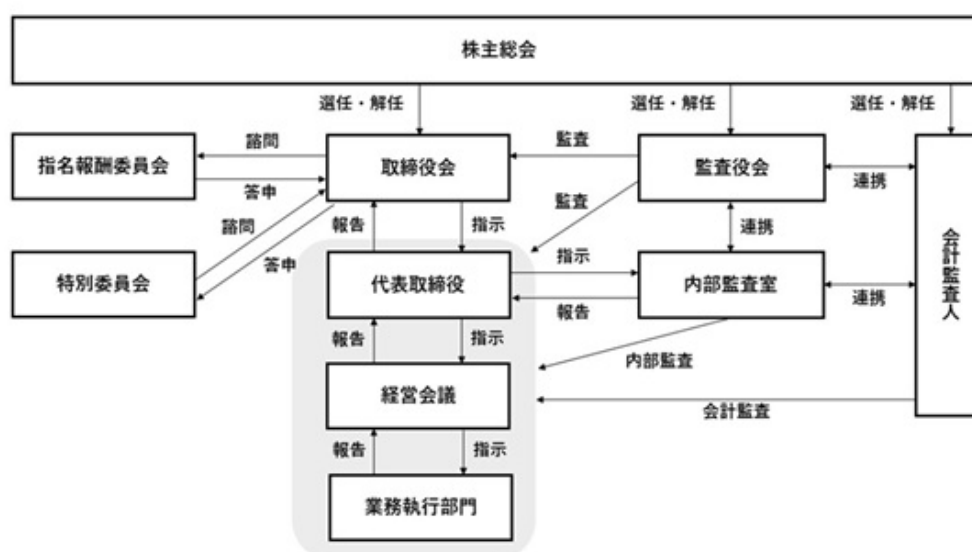 株主総会
選任・解任
選任・解任
選任・解任
指名報酬委員会
諮問
答申
取締役会
監査
監査役会
連携
諮問
答申
報告
指示
監査
連携
特別委員会
代表取締役
指示
報告
内部監査室
連携
会計監査人
報告
指示
内部監査
経営会議
会計監査
報告
指示
業務執行部門